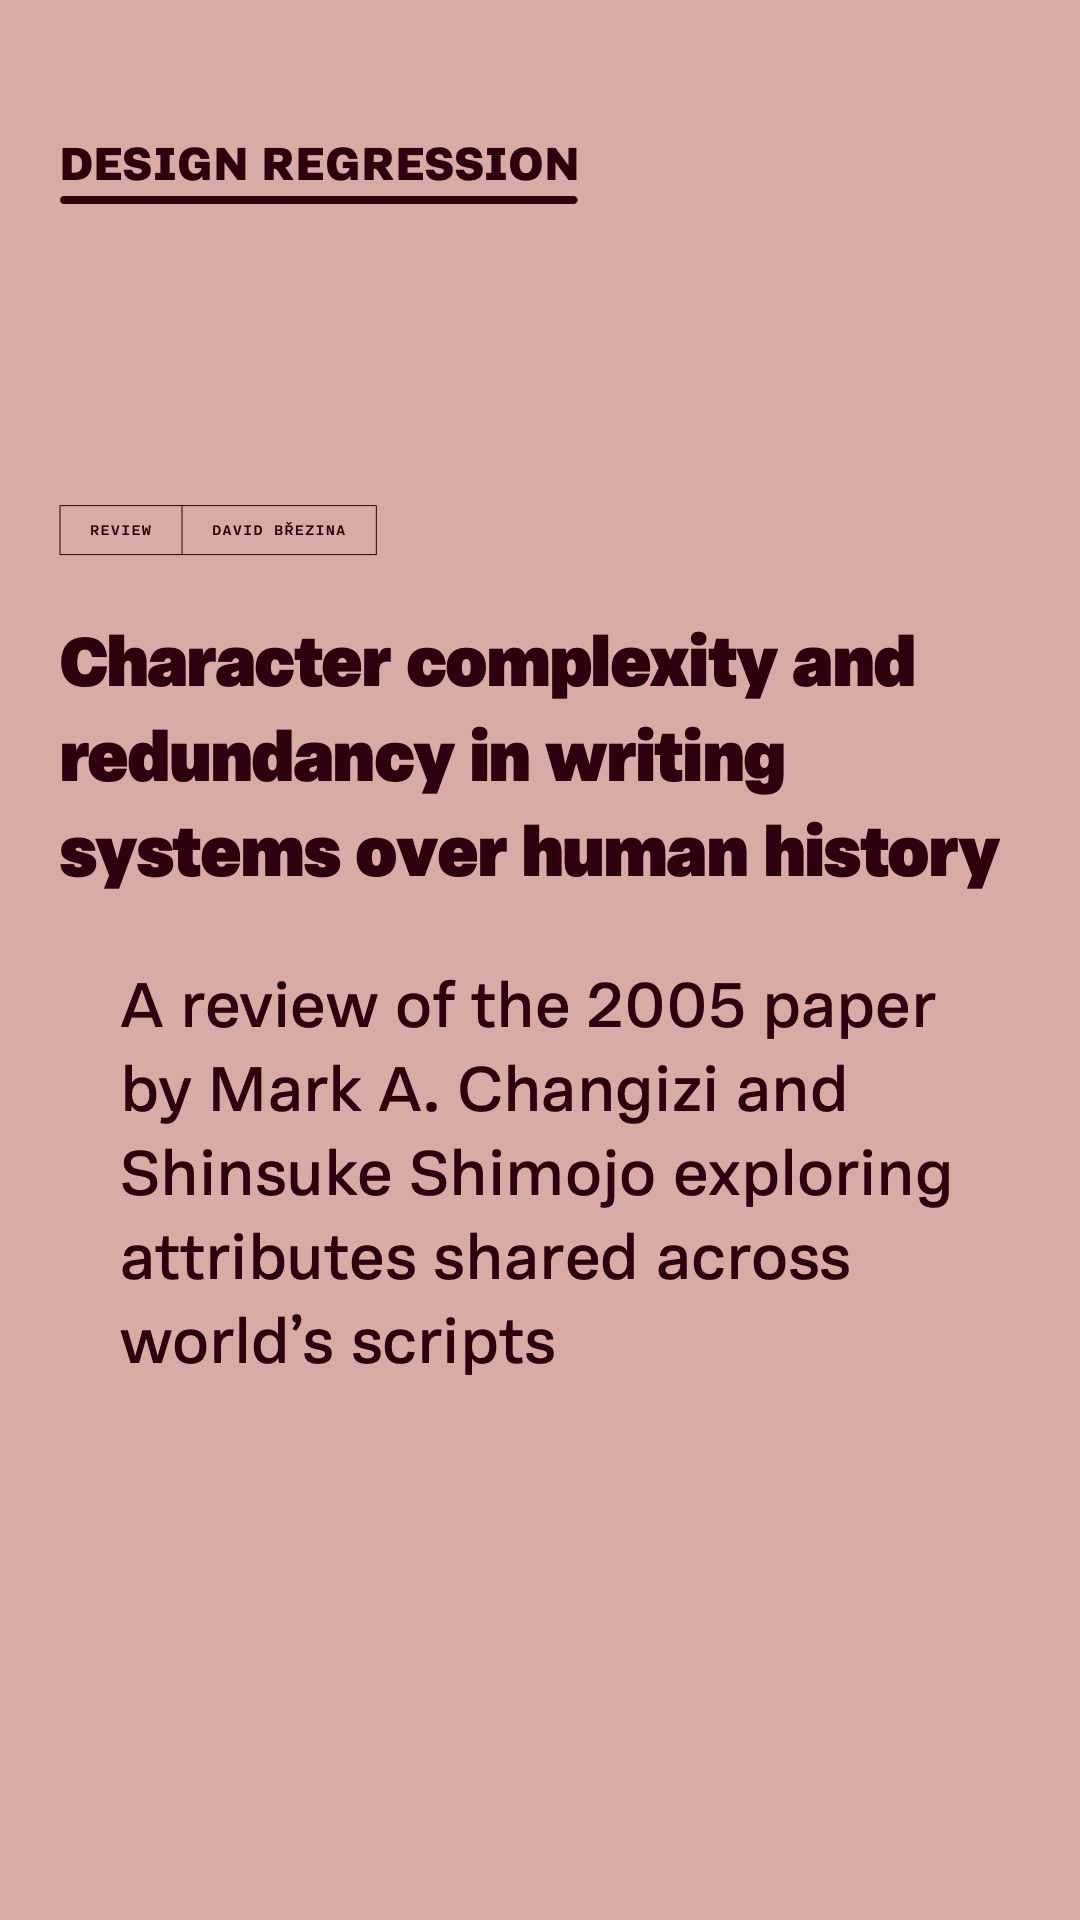 DESIGN REGRESSION
REVIEW DAVID BŘEZINA
Character complexity and
redundancy in writing
systems over human history
A review of the 2005 paper
by Mark A. Changizi and
Shinsuke Shimojo exploring
attributes shared across
world’s scripts